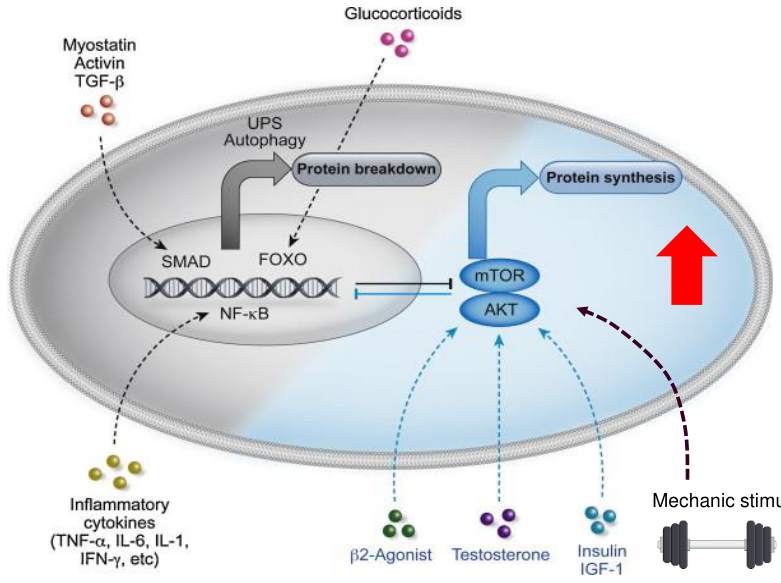 Glucocorticoids
Myostatin
Activin
TGF-β
UPS
Autophagy
Protein breakdown
Protein synthesis
SMAD
FOXO
NF-κB
mTOR
AKT
Inflammatory
cytokines
(TNF-α, IL-6, IL-1,
IFN-γ, etc)
β2-Agonist
Testosterone
Insulin
IGF-1
Mechanic stimu